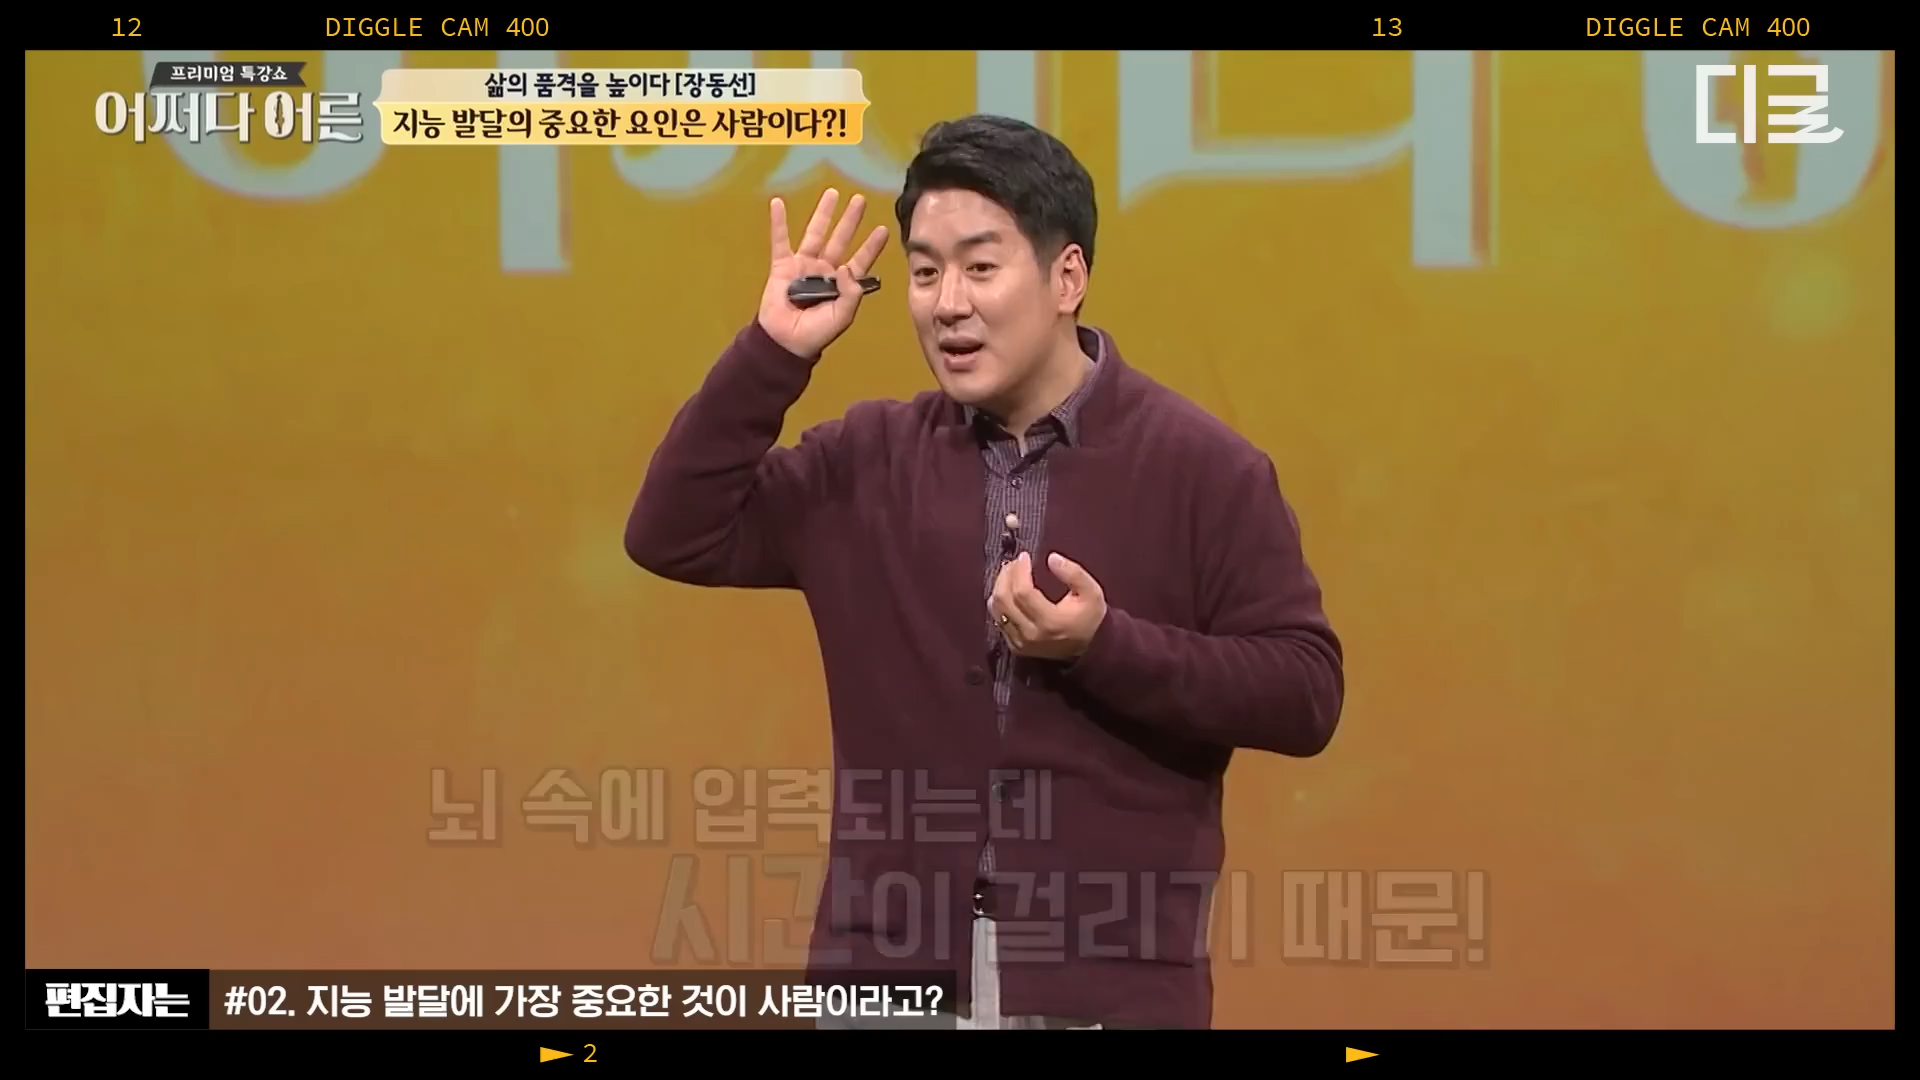 12
DIGGLE CAM 400
13
DIGGLE CAM 400
프리미엄 특강쇼
어쩌다 어른
삶의 품격을 높이다 [장동선]
지능 발달의 중요한 요인은 사람이다?!
디글
뇌 속에 입력되는데
시간이 걸리기 때문!
편집자는
#02. 지능 발달에 가장 중요한 것이 사람이라고?
2